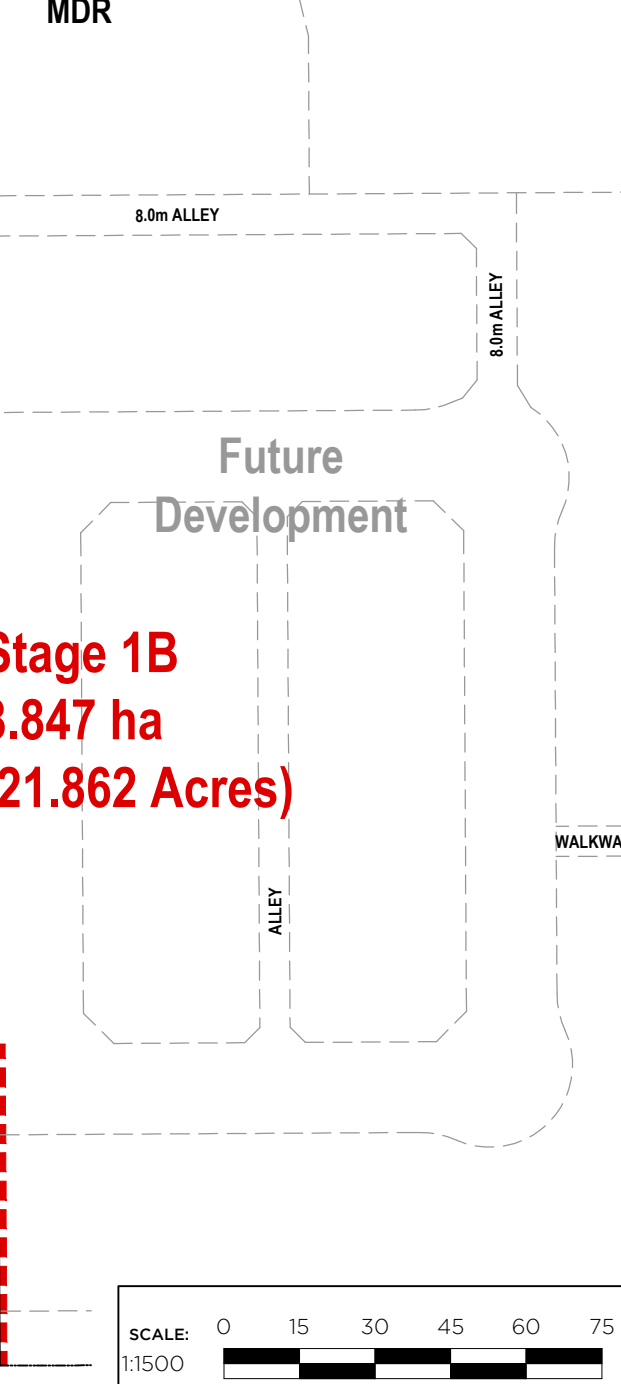 MDR
8.0m ALLEY
8.0m ALLEY
Future
Development
Stage 1B
8.847 ha
(21.862 Acres)
WALKWA
ALLEY
SCALE: 0 15 30 45 60 75
1:1500